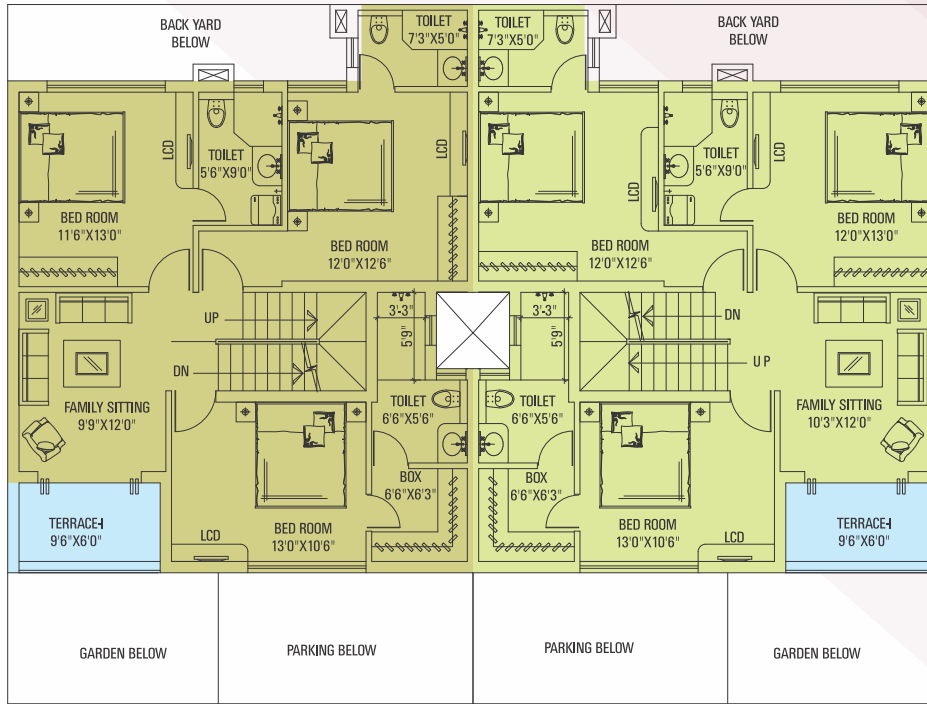 BACK YARD
BELOW
TOILET
7'3"X5'0"
TOILET
7'3"X5'0"
BACK YARD
BELOW
LCD
TOILET
5'6"X9'0"
LCD
LCD
TOILET
5'6"X9'0"
LCD
BED ROOM
11'6"X13'0"
BED ROOM
12'0"X12'6"
BED ROOM
12'0"X12'6"
BED ROOM
12'0"X13'0"
UP
DN
3'-3"
5'9"
3'-3"
5'9"
DN
UP
FAMILY SITTING
9'9"X12'0"
TOILET
6'6"X5'6"
TOILET
6'6"X5'6"
FAMILY SITTING
10'3"X12'0"
BOX
6'6"X6'3"
BOX
6'6"X6'3"
TERRACE-I
9'6"X6'0"
LCD
BED ROOM
13'0"X10'6"
BED ROOM
13'0"X10'6"
LCD
TERRACE-I
9'6"X6'0"
GARDEN BELOW
PARKING BELOW
PARKING BELOW
GARDEN BELOW